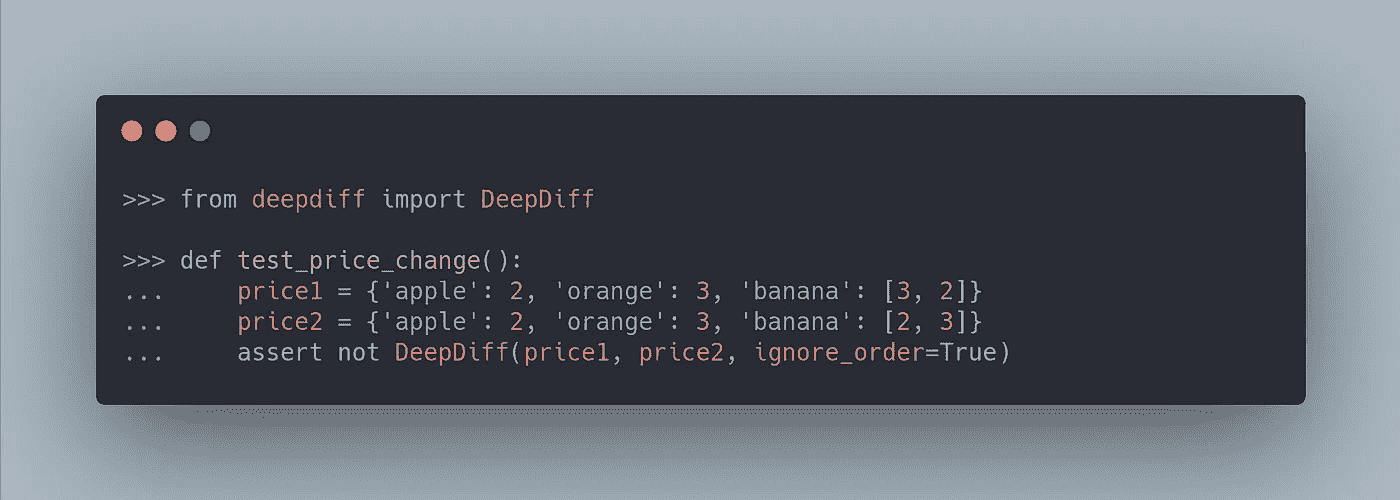 >>> from deepdiff import DeepDiff
>>> def test_price_change():
...     price1 = {'apple': 2, 'orange': 3, 'banana': [3, 2]}
...     price2 = {'apple': 2, 'orange': 3, 'banana': [2, 3]}
...     assert not DeepDiff(price1, price2, ignore_order=True)